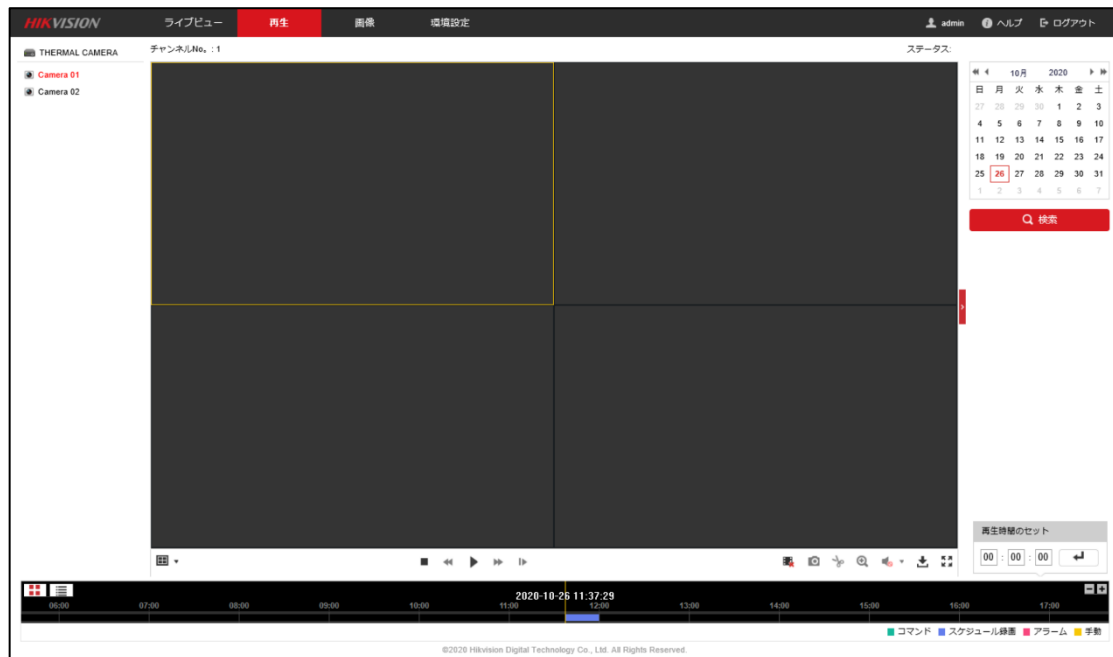 HIKVISION ライブビュー 再生 画像 環境設定 admin ヘルプ ログアウト
THERMAL CAMERA
チャンネルNo。: 1 ステータス:
Camera 01
Camera 02
10月 2020
日 月 火 水 木 金 土
27 28 29 30 1 2 3
4 5 6 7 8 9 10
11 12 13 14 15 16 17
18 19 20 21 22 23 24
25 26 27 28 29 30 31
1 2 3 4 5 6 7
検索
再生時間のセット
00 : 00 : 00
2020-10-26 11:37:29
06:00 07:00 08:00 09:00 10:00 11:00 12:00 13:00 14:00 15:00 16:00 17:00
コマンド スケジュール録画 アラーム 手動
©2020 Hikvision Digital Technology Co., Ltd. All Rights Reserved.